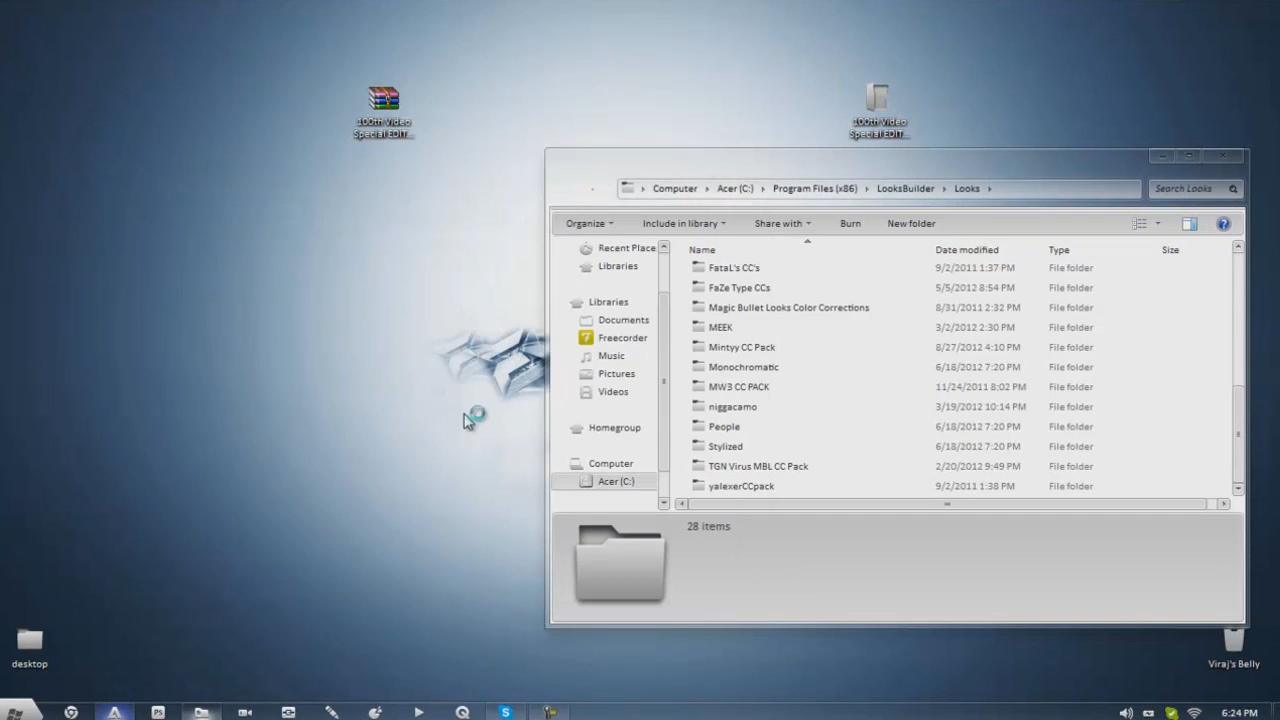 100th Video
Special EDIT...
100th Video
Special EDIT...
Computer
Acer (C:)
Program Files (x86)
LooksBuilder
Looks
Search Looks
Organize
Include in library
Share with
Burn
New folder
Recent Place
Libraries
Libraries
Documents
Freecorder
Music
Pictures
Videos
Homegroup
Computer
Acer (C:)
Name Date modified Type Size
FataL's CC's 9/2/2011 1:37 PM File folder
FaZe Type CCs 5/5/2012 8:54 PM File folder
Magic Bullet Looks Color Corrections 8/31/2011 2:32 PM File folder
MEEK 3/2/2012 2:30 PM File folder
Mintyy CC Pack 8/27/2012 4:10 PM File folder
Monochromatic 6/18/2012 7:20 PM File folder
MW3 CC PACK 11/24/2011 8:02 PM File folder
niggacamo 3/19/2012 10:14 PM File folder
People 6/18/2012 7:20 PM File folder
Stylized 6/18/2012 7:20 PM File folder
TGN Virus MBL CC Pack 2/20/2012 9:49 PM File folder
yalexerCCpack 9/2/2011 1:38 PM File folder
28 items
desktop
Viraj's Belly
PS
6:24 PM